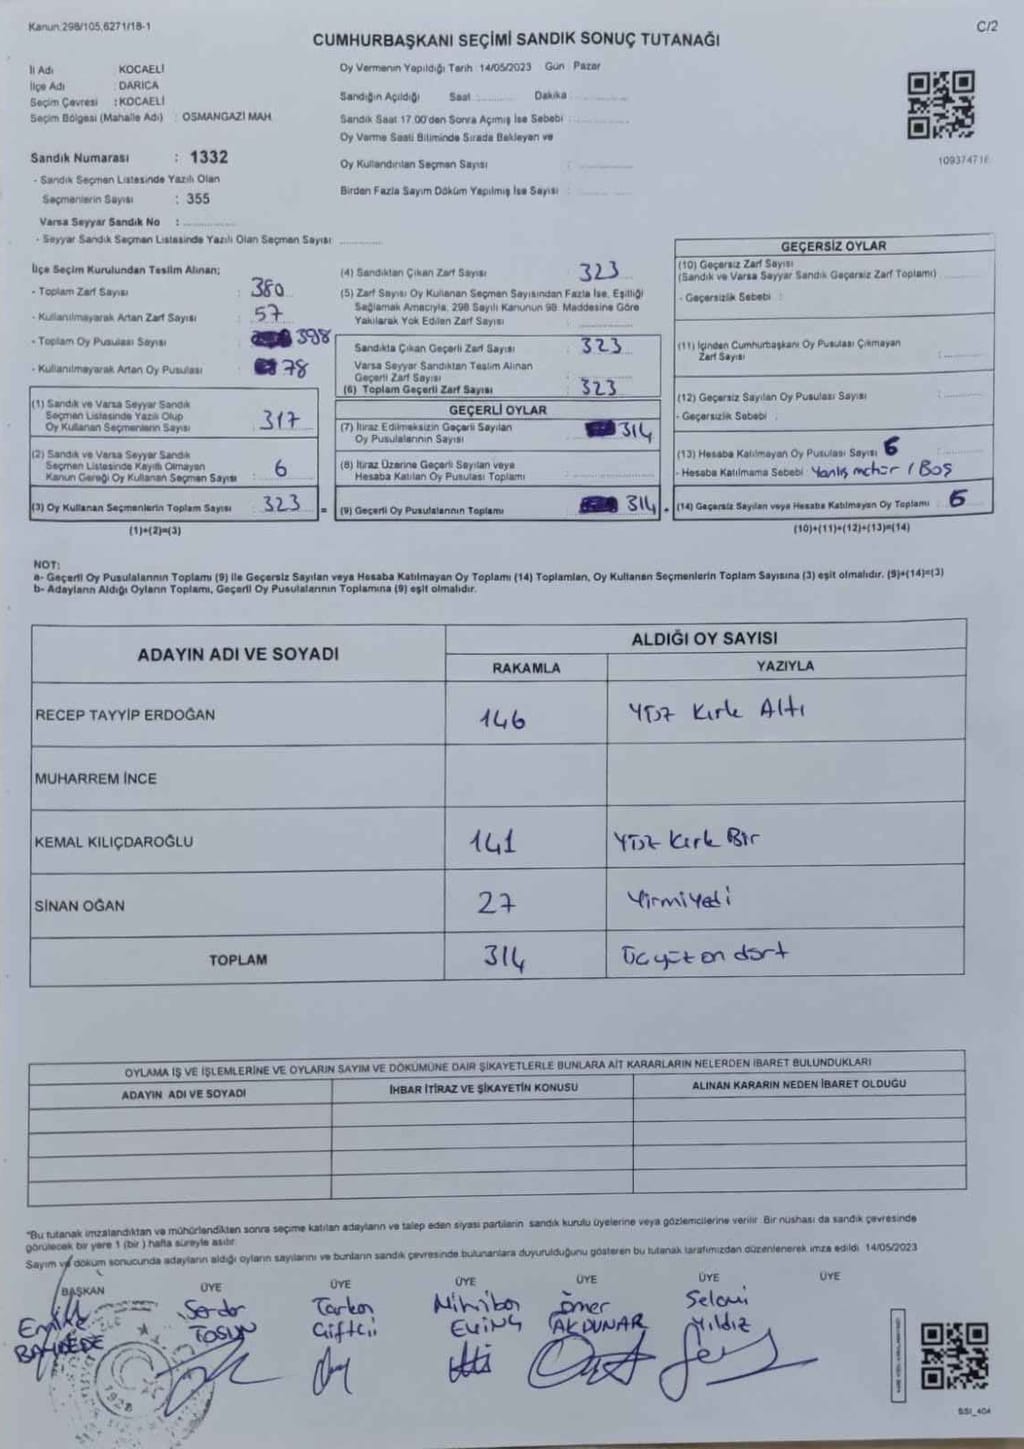 Kanun:298/105,6271/18-1
C/2
CUMHURBAŞKANI SEÇİMİ SANDIK SONUÇ TUTANAĞI
İl Adı : KOCAELİ
İlçe Adı : DARICA
Seçim Çevresi : KOCAELİ
Seçim Bölgesi (Mahalle Adı) : OSMANGAZİ MAH.
Sandık Numarası : 1332
- Sandık Seçmen Listesinde Yazılı Olan
Seçmenlerin Sayısı : 355
Varsa Seyyar Sandık No :
- Seyyar Sandık Seçmen Listesinde Yazılı Olan Seçmen Sayısı
Oy Vermenin Yapıldığı Tarih :14/05/2023 Gün : Pazar
Sandığın Açıldığı Saat : Dakika
Sandık Saat 17.00'den Sonra Açmış İse Sebebi :
Oy Verme Saati Bitiminde Sırada Bekleyen ve
Oy Kullandırılan Seçmen Sayısı :
Birden Fazla Sayım Döküm Yapılmış İse Sayısı :
İlçe Seçim Kurulundan Teslim Alınan;
- Toplam Zarf Sayısı : 380
- Kullanılmayarak Artan Zarf Sayısı : 57
- Toplam Oy Pusulası Sayısı : 398
- Kullanılmayarak Artan Oy Pusulası : 78
(1) Sandık ve Varsa Seyyar Sandık
Seçmen Listesinde Yazılı Olup
Oy Kullanan Seçmenlerin Sayısı 317
(2) Sandık ve Varsa Seyyar Sandık
Seçmen Listesinde Kayıtlı Olmayan
Kanun Gereği Oy Kullanan Seçmen Sayısı 6
(3) Oy Kullanan Seçmenlerin Toplam Sayısı : 323
(1)+(2)=(3)
(4) Sandıktan Çıkan Zarf Sayısı 323
(5) Zarf Sayısı Oy Kullanan Seçmen Sayısından Fazla İse, Eşitliği
Sağlamak Amacıyla, 298 Sayılı Kanunun 98. Maddesine Göre
Yakılarak Yok Edilen Zarf Sayısı :
Sandıkta Çıkan Geçerli Zarf Sayısı : 323
Varsa Seyyar Sandıktan Teslim Alınan
Geçerli Zarf Sayısı
(6) Toplam Geçerli Zarf Sayısı : 323
GEÇERLİ OYLAR
(7) İtiraz Edilmeksizin Geçerli Sayılan
Oy Pusulalarının Sayısı 314
(8) İtiraz Üzerine Geçerli Sayılan veya
Hesaba Katılan Oy Pusulası Toplamı
= (9) Geçerli Oy Pusulalarının Toplamı 314 +
GEÇERSİZ OYLAR
(10) Geçersiz Zarf Sayısı
(Sandık ve Varsa Seyyar Sandık Geçersiz Zarf Toplamı)
- Geçersizlik Sebebi :
(11) İçinden Cumhurbaşkanı Oy Pusulası Çıkmayan
Zarf Sayısı
(12) Geçersiz Sayılan Oy Pusulası Sayısı
- Geçersizlik Sebebi :
(13) Hesaba Katılmayan Oy Pusulası Sayısı
- Hesaba Katılmama Sebebi : Yanlış mühür / Boş
(14) Geçersiz Sayılan veya Hesaba Katılmayan Oy Toplamı
(10)+(11)+(12)+(13)=(14)
NOT:
a- Geçerli Oy Pusulalarının Toplamı (9) ile Geçersiz Sayılan veya Hesaba Katılmayan Oy Toplamı (14) Toplamları, Oy Kullanan Seçmenlerin Toplam Sayısına (3) eşit olmalıdır. (9)+(14)=(3)
b- Adayların Aldığı Oyların Toplamı, Geçerli Oy Pusulalarının Toplamına (9) eşit olmalıdır.
ADAYIN ADI VE SOYADI
ALDIĞI OY SAYISI
RAKAMLA YAZIYLA
RECEP TAYYİP ERDOĞAN 146 Yüz Kırk Altı
MUHARREM İNCE
KEMAL KILIÇDAROĞLU 141 Yüz Kırk Bir
SİNAN OĞAN 27 Yirmiyedi
TOPLAM 314 Üçyüz on dört
OYLAMA İŞ VE İŞLEMLERİNE VE OYLARIN SAYIM VE DÖKÜMÜNE DAİR ŞİKAYETLERLE BUNLARA AİT KARARLARIN NELERDEN İBARET BULUNDUKLARI
ADAYIN ADI VE SOYADI İHBAR İTİRAZ VE ŞİKAYETİN KONUSU ALINAN KARARIN NEDEN İBARET OLDUĞU
*Bu tutanak imzalandıktan ve mühürlendikten sonra seçime katılan adayların ve talep eden siyasi partilerin sandık kurulu üyelerine veya gözlemcilerine verilir. Bir nüshası da sandık çevresinde
görülecek bir yere 1 (bir) hafta süreyle asılır.
Sayım ve döküm sonucunda adayların aldığı oyların sayılarını ve bunların sandık çevresinde bulunanlara duyurulduğunu gösteren bu tutanak tarafımızdan düzenlenerek imza edildi. 14/05/2023
BAŞKAN ÜYE ÜYE ÜYE ÜYE ÜYE ÜYE
Serdar Tarkan Ömer Selami
TOSUN Çiftçi AKDUNAR Yıldız
1928